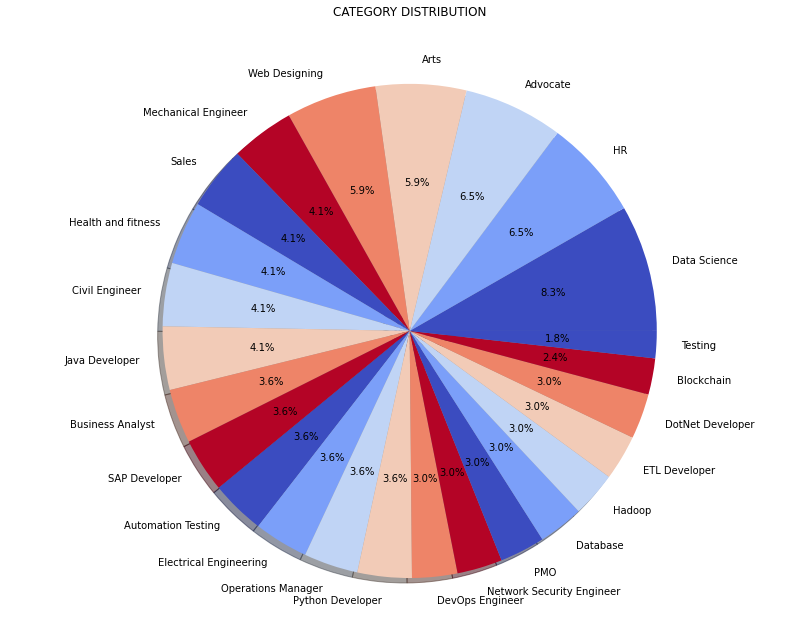 CATEGORY DISTRIBUTION
Data Science
8.3%
HR
6.5%
Advocate
6.5%
Arts
5.9%
Web Designing
5.9%
Mechanical Engineer
4.1%
Sales
4.1%
Health and fitness
4.1%
Civil Engineer
4.1%
Java Developer
4.1%
Business Analyst
3.6%
SAP Developer
3.6%
Automation Testing
3.6%
Electrical Engineering
3.6%
Operations Manager
3.6%
Python Developer
3.6%
DevOps Engineer
3.0%
Network Security Engineer
3.0%
PMO
3.0%
Database
3.0%
Hadoop
3.0%
ETL Developer
3.0%
DotNet Developer
3.0%
Blockchain
2.4%
Testing
1.8%